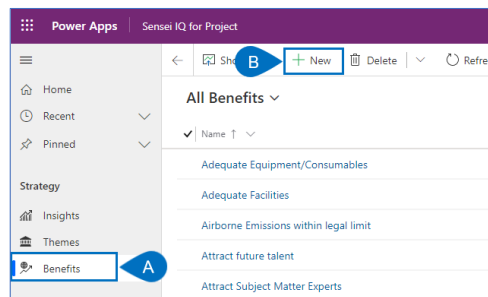 Power Apps Sensei IQ for Project
Sho B + New Delete Refre
Home
Recent
Pinned
Strategy
Insights
Themes
Benefits A
All Benefits
Name ↑
Adequate Equipment/Consumables
Adequate Facilities
Airborne Emissions within legal limit
Attract future talent
Attract Subject Matter Experts